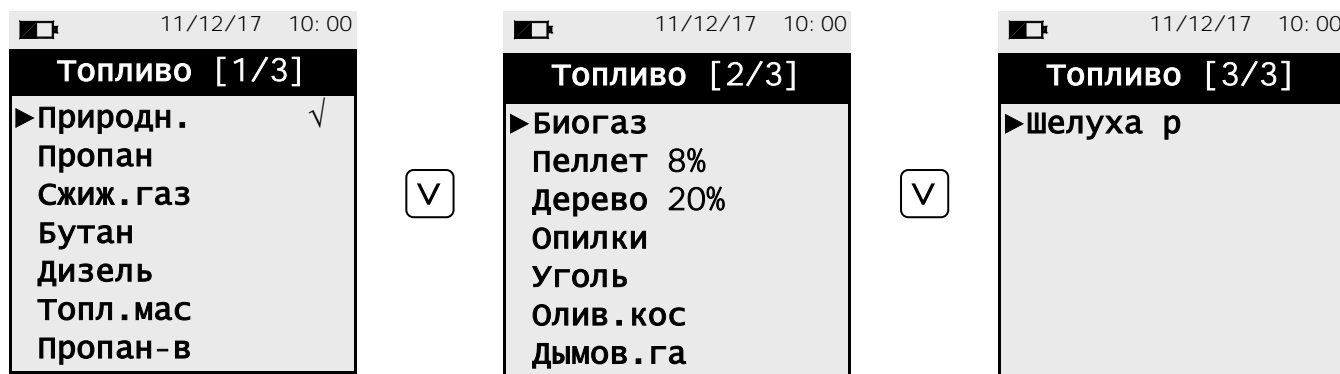 11/12/17 10:00
Топливо [1/3]
►Природн. √
Пропан
Сжиж.газ
Бутан
Дизель
Топл.мас
Пропан-в
V
11/12/17 10:00
Топливо [2/3]
►Биогаз
Пеллет 8%
Дерево 20%
Опилки
Уголь
Олив.кос
Дымов.га
V
11/12/17 10:00
Топливо [3/3]
►Шелуха р